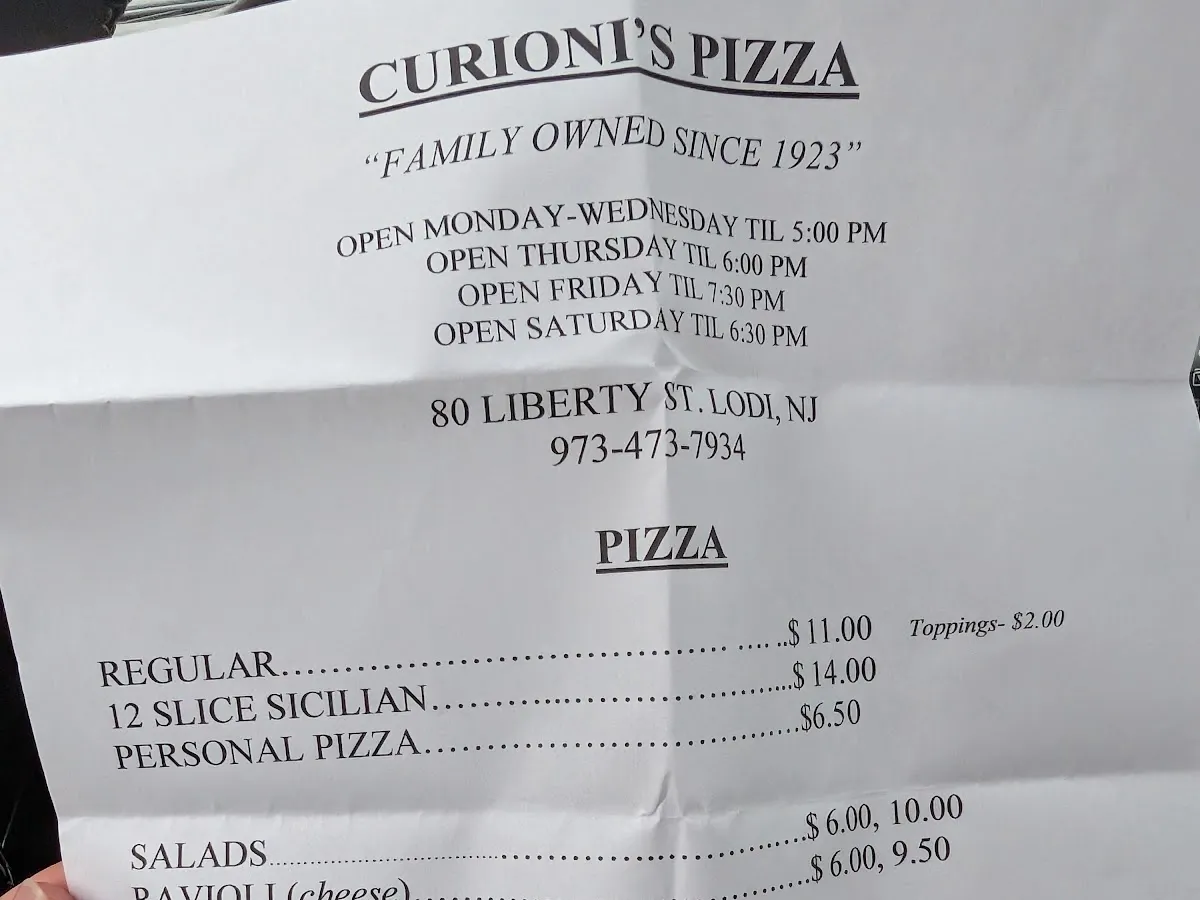 CURIONI'S PIZZA
“FAMILY OWNED SINCE 1923”
OPEN MONDAY-WEDNESDAY TIL 5:00 PM
OPEN THURSDAY TIL 6:00 PM
OPEN FRIDAY TIL 7:30 PM
OPEN SATURDAY TIL 6:30 PM
80 LIBERTY ST. LODI, NJ
973-473-7934
PIZZA
REGULAR.......................................................$ 11.00 Toppings- $2.00
12 SLICE SICILIAN............................................$ 14.00
PERSONAL PIZZA............................................$6.50
SALADS............................................................$ 6.00, 10.00
RAVIOLI (cheese)............................................$ 6.00, 9.50